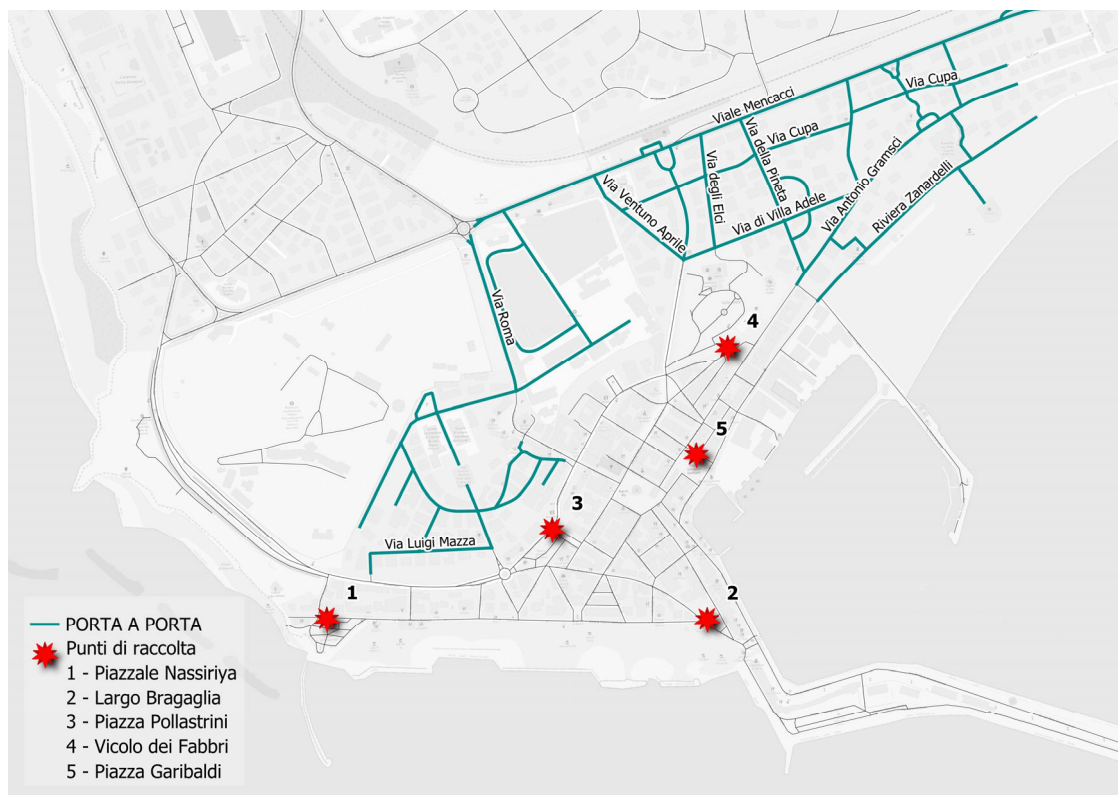 Viale Mencacci
Via Cupa
Via Cupa
Via della Pineta
Via degli Elci
Via Ventuno Aprile
Via di Villa Adele
Via Antonio Gramsci
Riviera Zanardelli
Via Roma
4
5
3
Via Luigi Mazza
1
2
PORTA A PORTA
Punti di raccolta
1 - Piazzale Nassiriya
2 - Largo Bragaglia
3 - Piazza Pollastrini
4 - Vicolo dei Fabbri
5 - Piazza Garibaldi